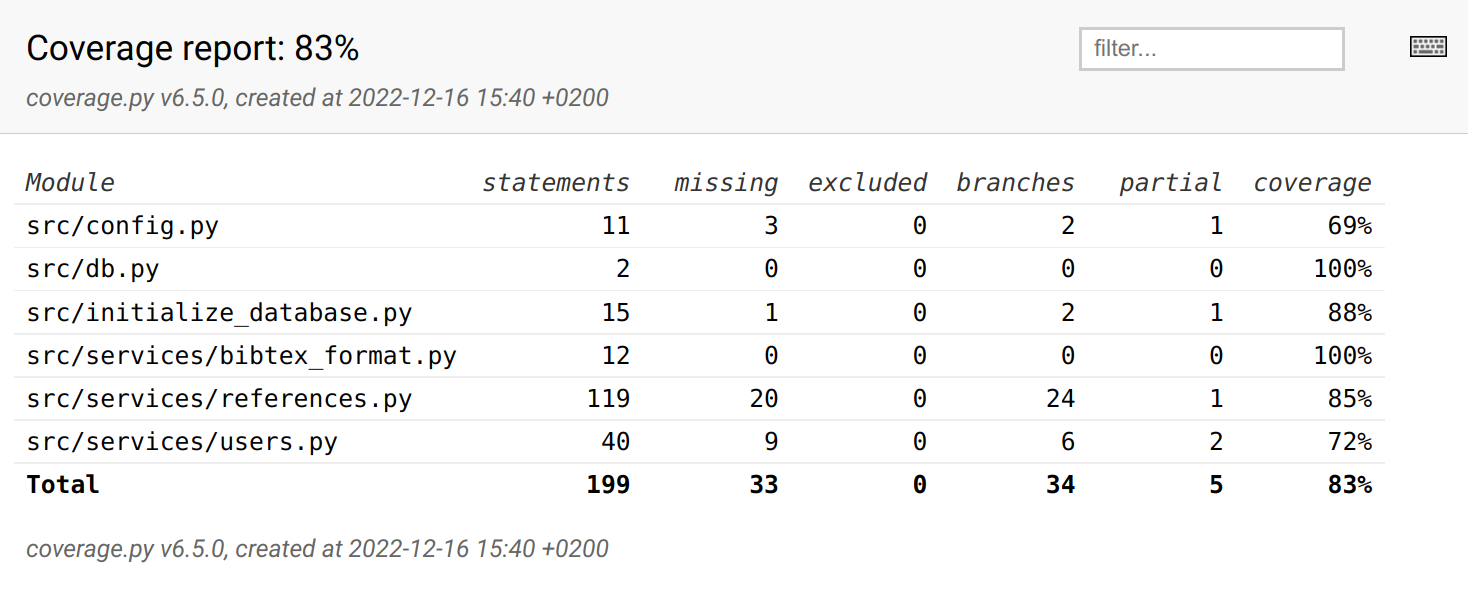 Coverage report: 83%
filter...
coverage.py v6.5.0, created at 2022-12-16 15:40 +0200
Module statements missing excluded branches partial coverage
src/config.py 11 3 0 2 1 69%
src/db.py 2 0 0 0 0 100%
src/initialize_database.py 15 1 0 2 1 88%
src/services/bibtex_format.py 12 0 0 0 0 100%
src/services/references.py 119 20 0 24 1 85%
src/services/users.py 40 9 0 6 2 72%
Total 199 33 0 34 5 83%
coverage.py v6.5.0, created at 2022-12-16 15:40 +0200